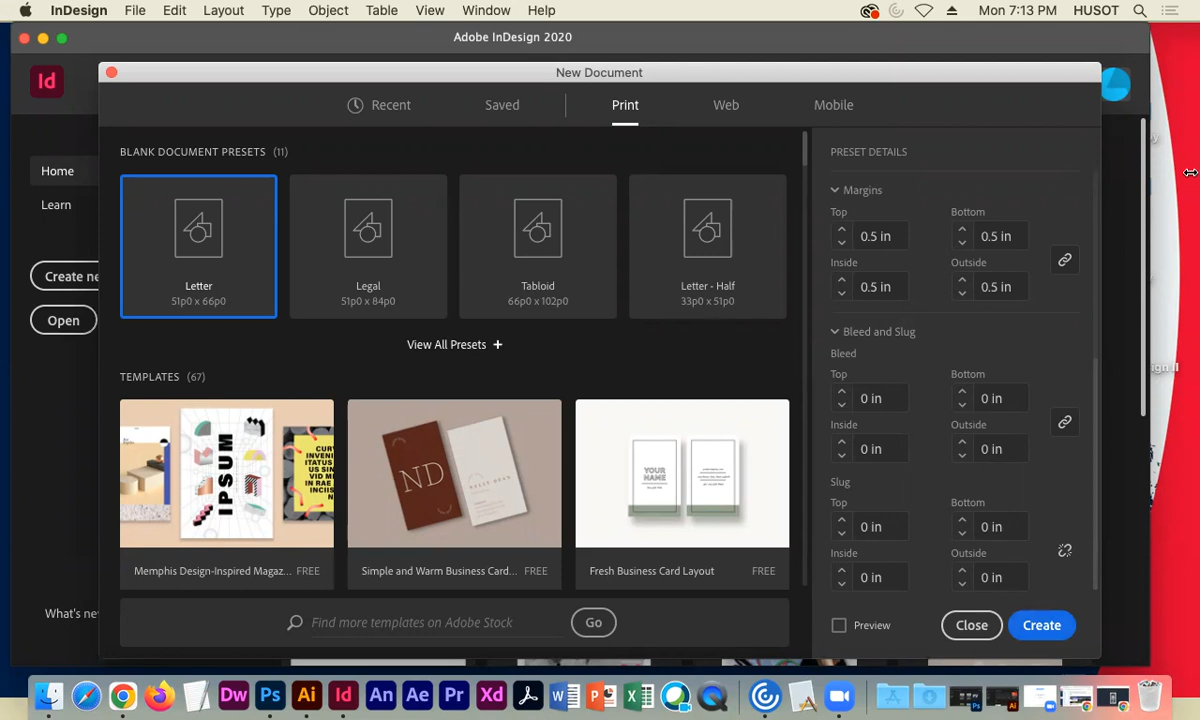 InDesign File Edit Layout Type Object Table View Window Help Mon 7:13 PM HUSOT
Adobe InDesign 2020
Id
New Document
Recent Saved Print Web Mobile
Home
Learn
Create ne
Open
What's ne
BLANK DOCUMENT PRESETS (11)
Letter
51p0 x 66p0
Legal
51p0 x 84p0
Tabloid
66p0 x 102p0
Letter - Half
33p0 x 51p0
View All Presets +
TEMPLATES (67)
IPSUM
ND
YOUR
NAME
Memphis Design-Inspired Magaz... FREE
Simple and Warm Business Card... FREE
Fresh Business Card Layout FREE
Find more templates on Adobe Stock Go
PRESET DETAILS
Margins
Top Bottom
0.5 in 0.5 in
Inside Outside
0.5 in 0.5 in
Bleed and Slug
Bleed
Top Bottom
0 in 0 in
Inside Outside
0 in 0 in
Slug
Top Bottom
0 in 0 in
Inside Outside
0 in 0 in
Preview Close Create
Dw Ps Ai Id An Ae Pr Xd W P X